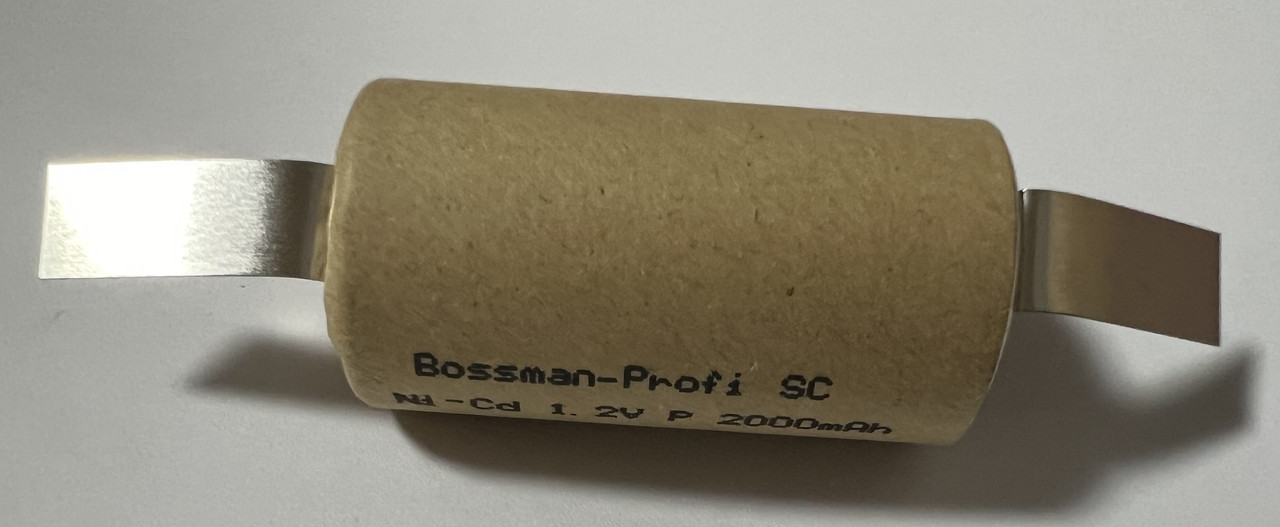 Bossman-Profi SC
Ni-Cd 1.2V P 2000mAh